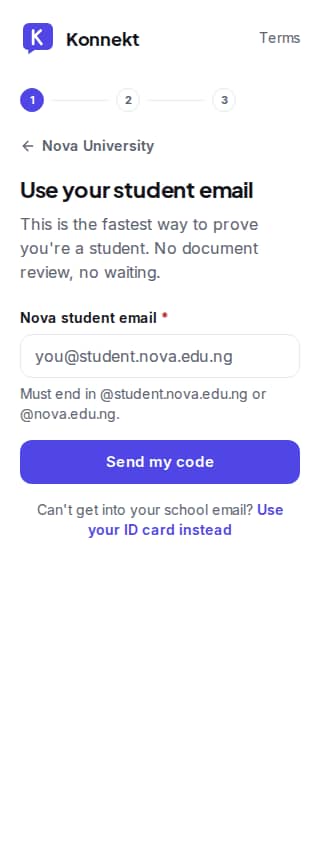 Konnekt
Terms
1
2
3
← Nova University
Use your student email
This is the fastest way to prove
you're a student. No document
review, no waiting.
Nova student email *
you@student.nova.edu.ng
Must end in @student.nova.edu.ng or
@nova.edu.ng.
Send my code
Can't get into your school email? Use
your ID card instead